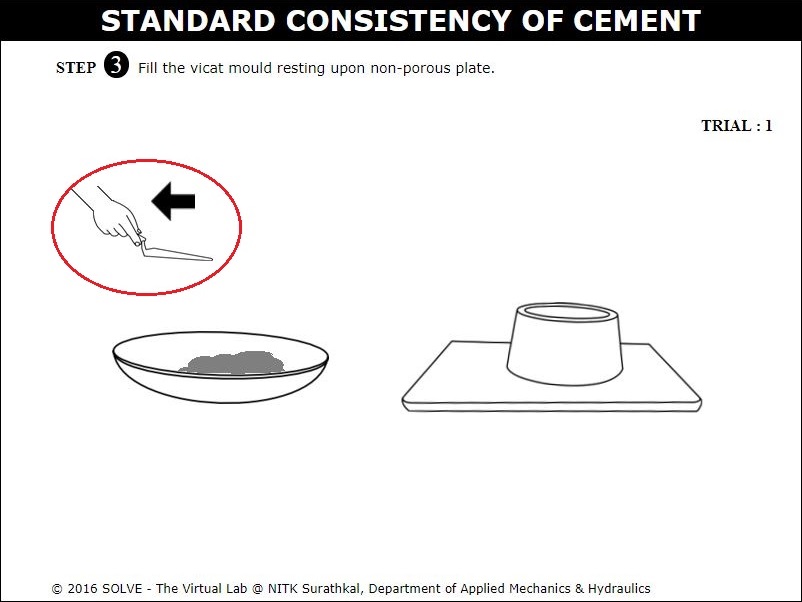 STANDARD CONSISTENCY OF CEMENT
STEP 3 Fill the vicat mould resting upon non-porous plate.
TRIAL : 1
© 2016 SOLVE - The Virtual Lab @ NITK Surathkal, Department of Applied Mechanics & Hydraulics